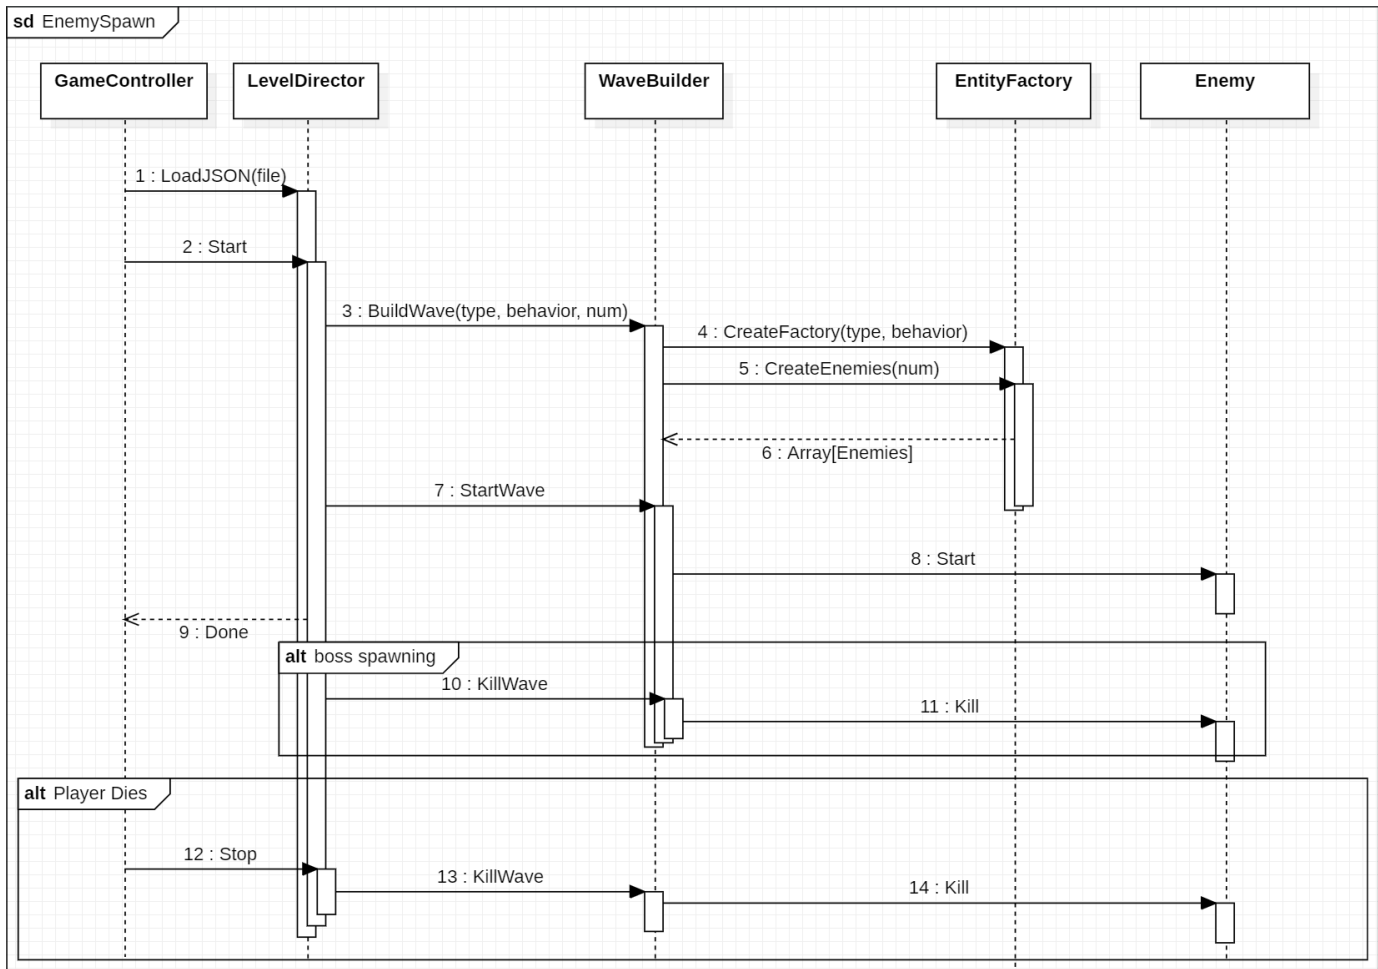 sd EnemySpawn
GameController
LevelDirector
WaveBuilder
EntityFactory
Enemy
1 : LoadJSON(file)
2 : Start
3 : BuildWave(type, behavior, num)
4 : CreateFactory(type, behavior)
5 : CreateEnemies(num)
6 : Array[Enemies]
7 : StartWave
8 : Start
9 : Done
alt boss spawning
10 : KillWave
11 : Kill
alt Player Dies
12 : Stop
13 : KillWave
14 : Kill